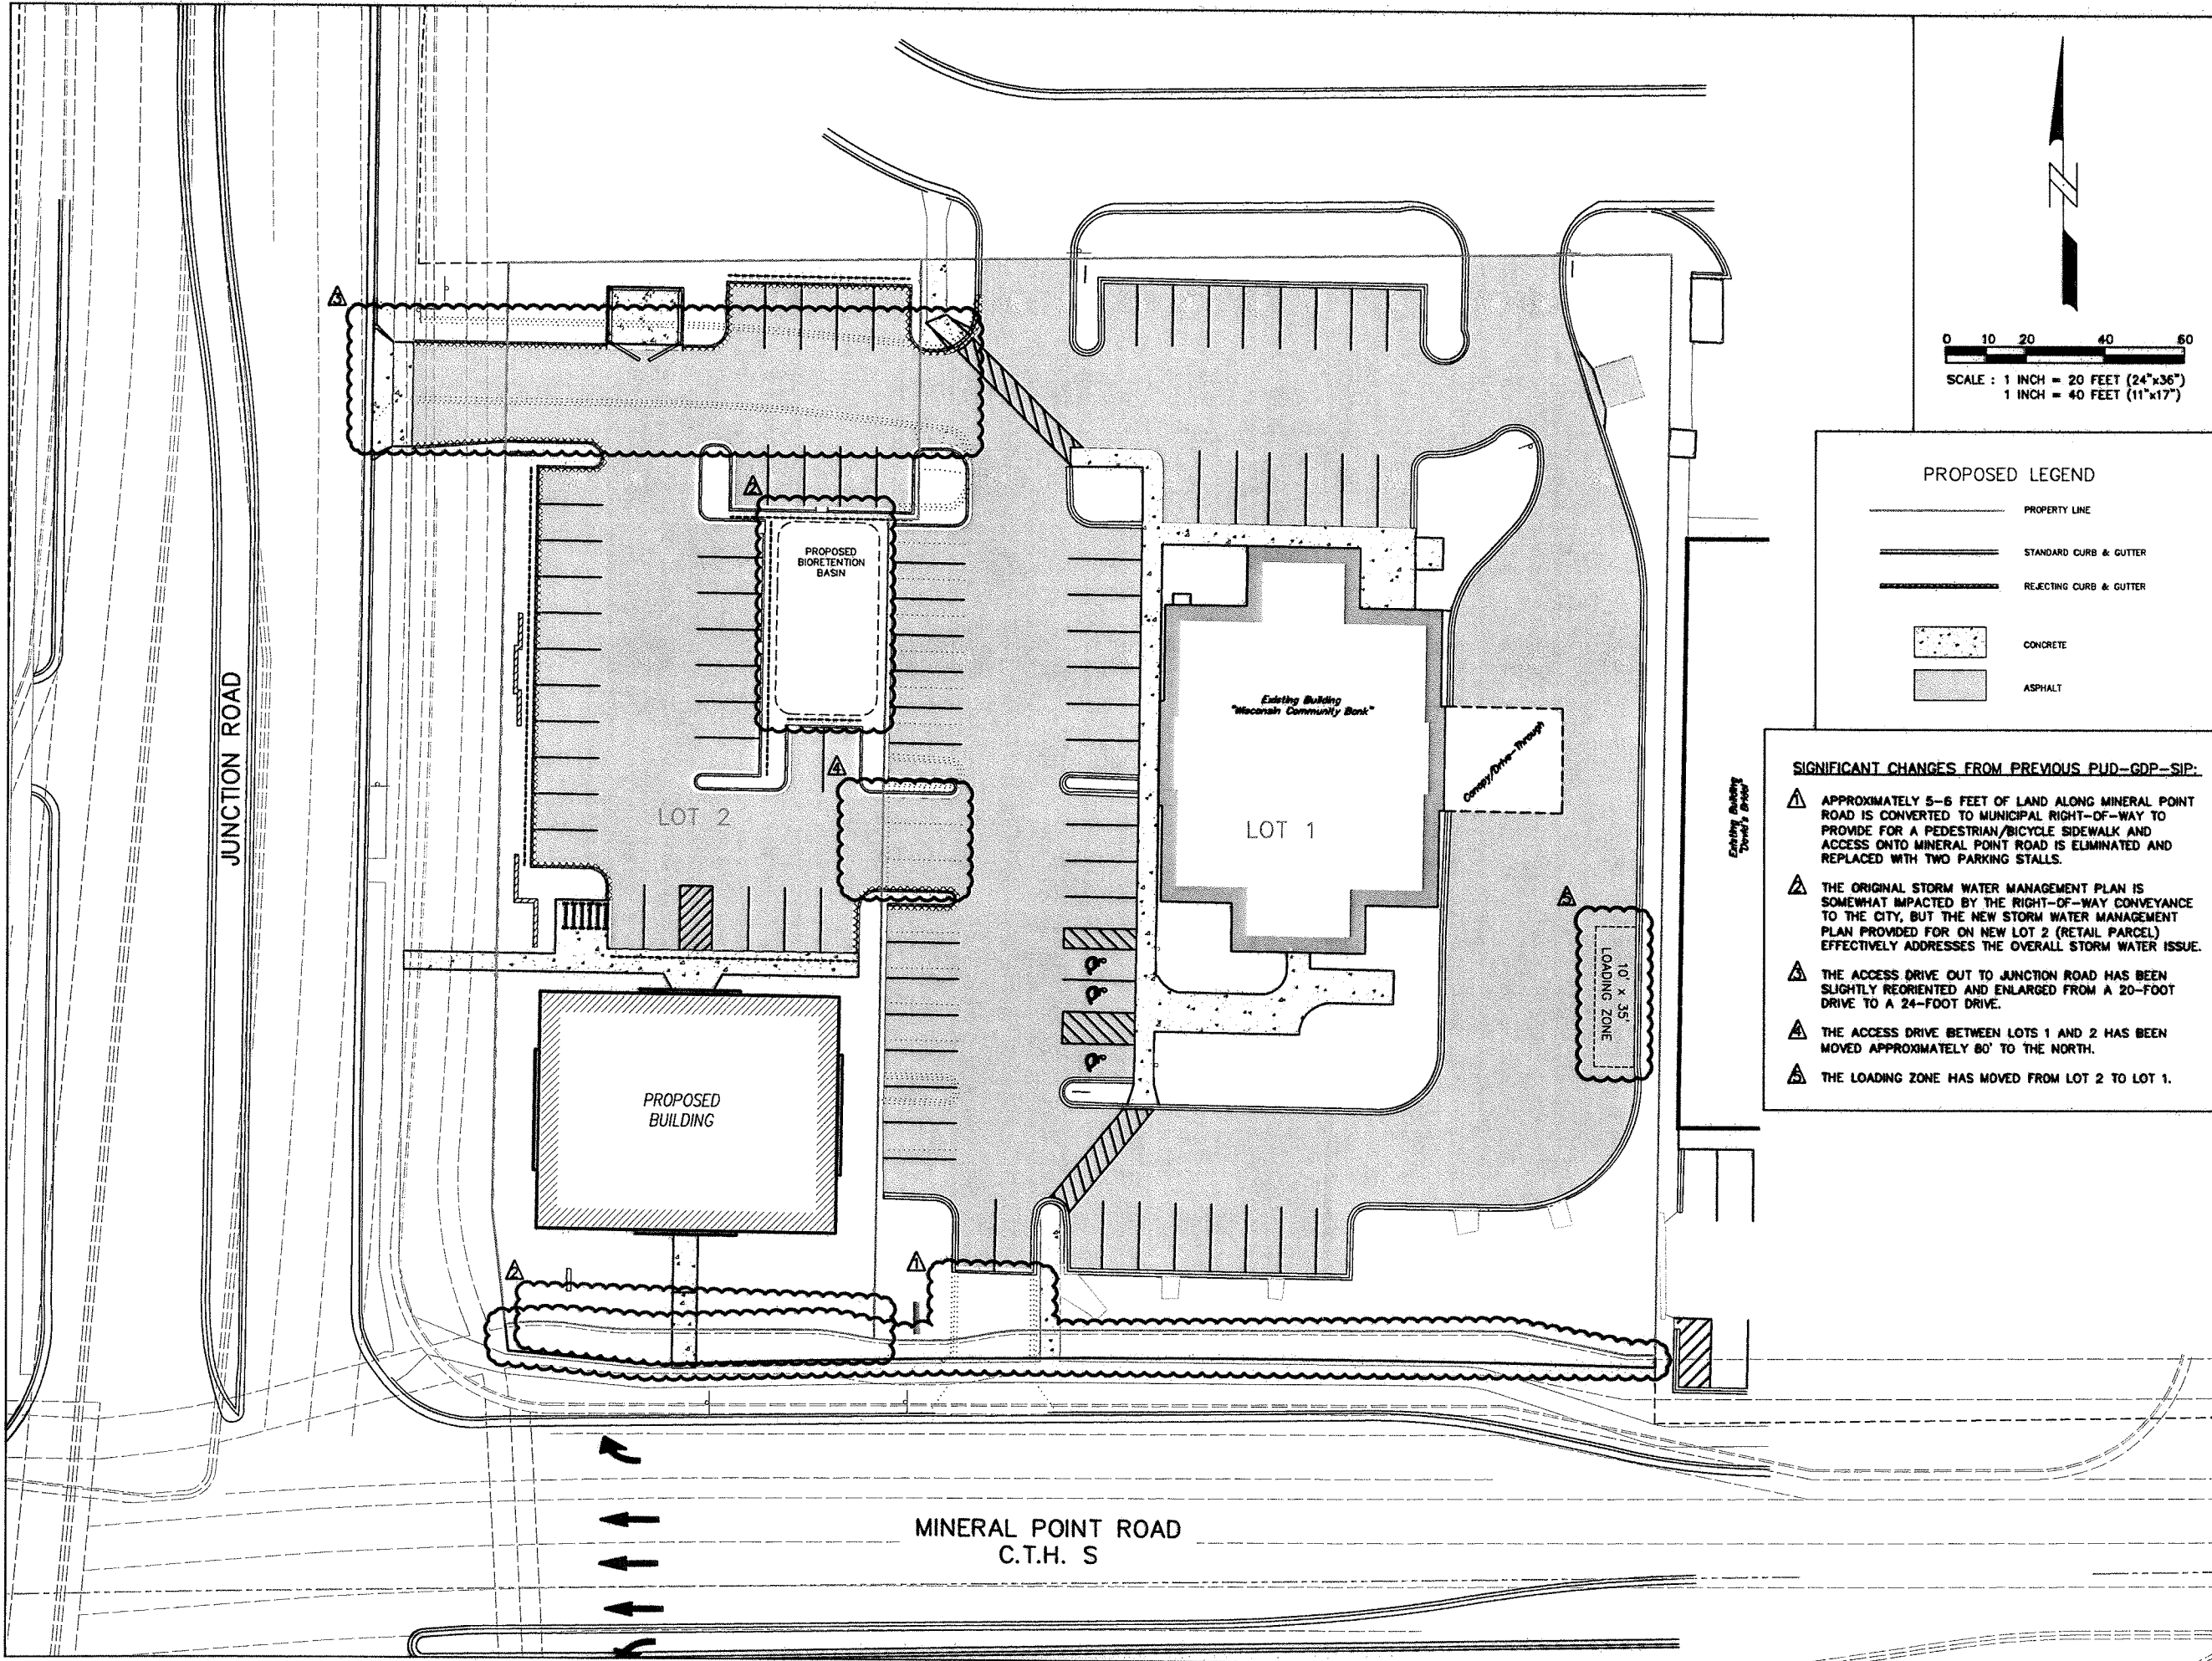 3
0 10 20 40 60
SCALE : 1 INCH = 20 FEET (24"x36")
1 INCH = 40 FEET (11"x17")
PROPOSED LEGEND
PROPERTY LINE
STANDARD CURB & GUTTER
REJECTING CURB & GUTTER
CONCRETE
ASPHALT
2
PROPOSED
BIORETENTION
BASIN
JUNCTION ROAD
Existing Building
"Wisconsin Community Bank"
Canopy/Drive-Through
Existing Building
"David's Bridal"
4
LOT 2
LOT 1
5
10' x 35'
LOADING ZONE
SIGNIFICANT CHANGES FROM PREVIOUS PUD-GDP-SIP:
1 APPROXIMATELY 5-6 FEET OF LAND ALONG MINERAL POINT
ROAD IS CONVERTED TO MUNICIPAL RIGHT-OF-WAY TO
PROVIDE FOR A PEDESTRIAN/BICYCLE SIDEWALK AND
ACCESS ONTO MINERAL POINT ROAD IS ELIMINATED AND
REPLACED WITH TWO PARKING STALLS.
2 THE ORIGINAL STORM WATER MANAGEMENT PLAN IS
SOMEWHAT IMPACTED BY THE RIGHT-OF-WAY CONVEYANCE
TO THE CITY, BUT THE NEW STORM WATER MANAGEMENT
PLAN PROVIDED FOR ON NEW LOT 2 (RETAIL PARCEL)
EFFECTIVELY ADDRESSES THE OVERALL STORM WATER ISSUE.
3 THE ACCESS DRIVE OUT TO JUNCTION ROAD HAS BEEN
SLIGHTLY REORIENTED AND ENLARGED FROM A 20-FOOT
DRIVE TO A 24-FOOT DRIVE.
4 THE ACCESS DRIVE BETWEEN LOTS 1 AND 2 HAS BEEN
MOVED APPROXIMATELY 80' TO THE NORTH.
5 THE LOADING ZONE HAS MOVED FROM LOT 2 TO LOT 1.
PROPOSED
BUILDING
2
1
MINERAL POINT ROAD
C.T.H. S